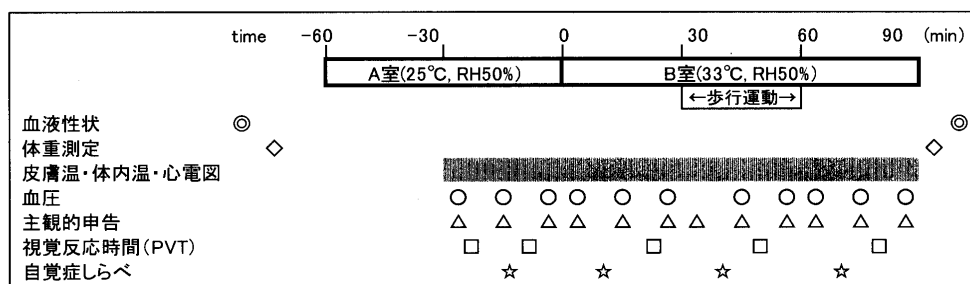 time -60 -30 0 30 60 90 (min)
A室(25℃, RH50%) B室(33℃, RH50%)
←歩行運動→
血液性状
体重測定
皮膚温・体内温・心電図
血圧
主観的申告
視覚反応時間(PVT)
自覚症しらべ